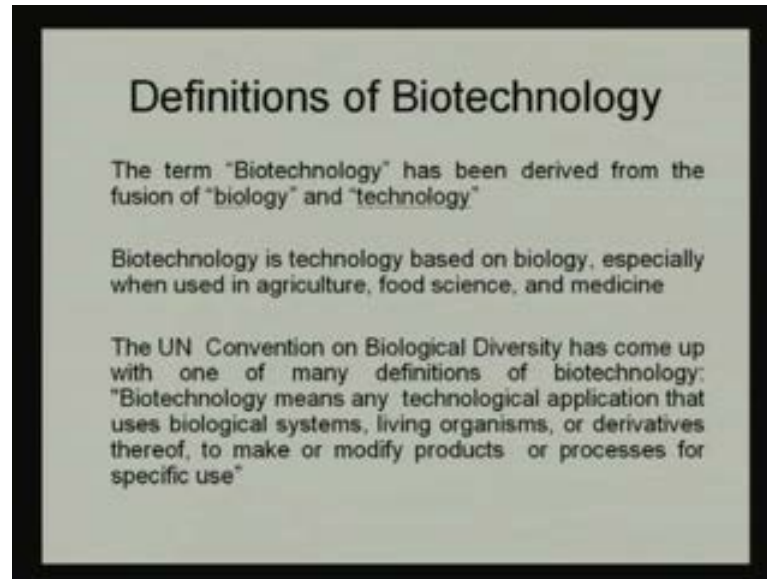 Definitions of Biotechnology
The term "Biotechnology" has been derived from the
fusion of "biology" and "technology"
Biotechnology is technology based on biology, especially
when used in agriculture, food science, and medicine
The UN Convention on Biological Diversity has come up
with one of many definitions of biotechnology:
"Biotechnology means any technological application that
uses biological systems, living organisms, or derivatives
thereof, to make or modify products or processes for
specific use"